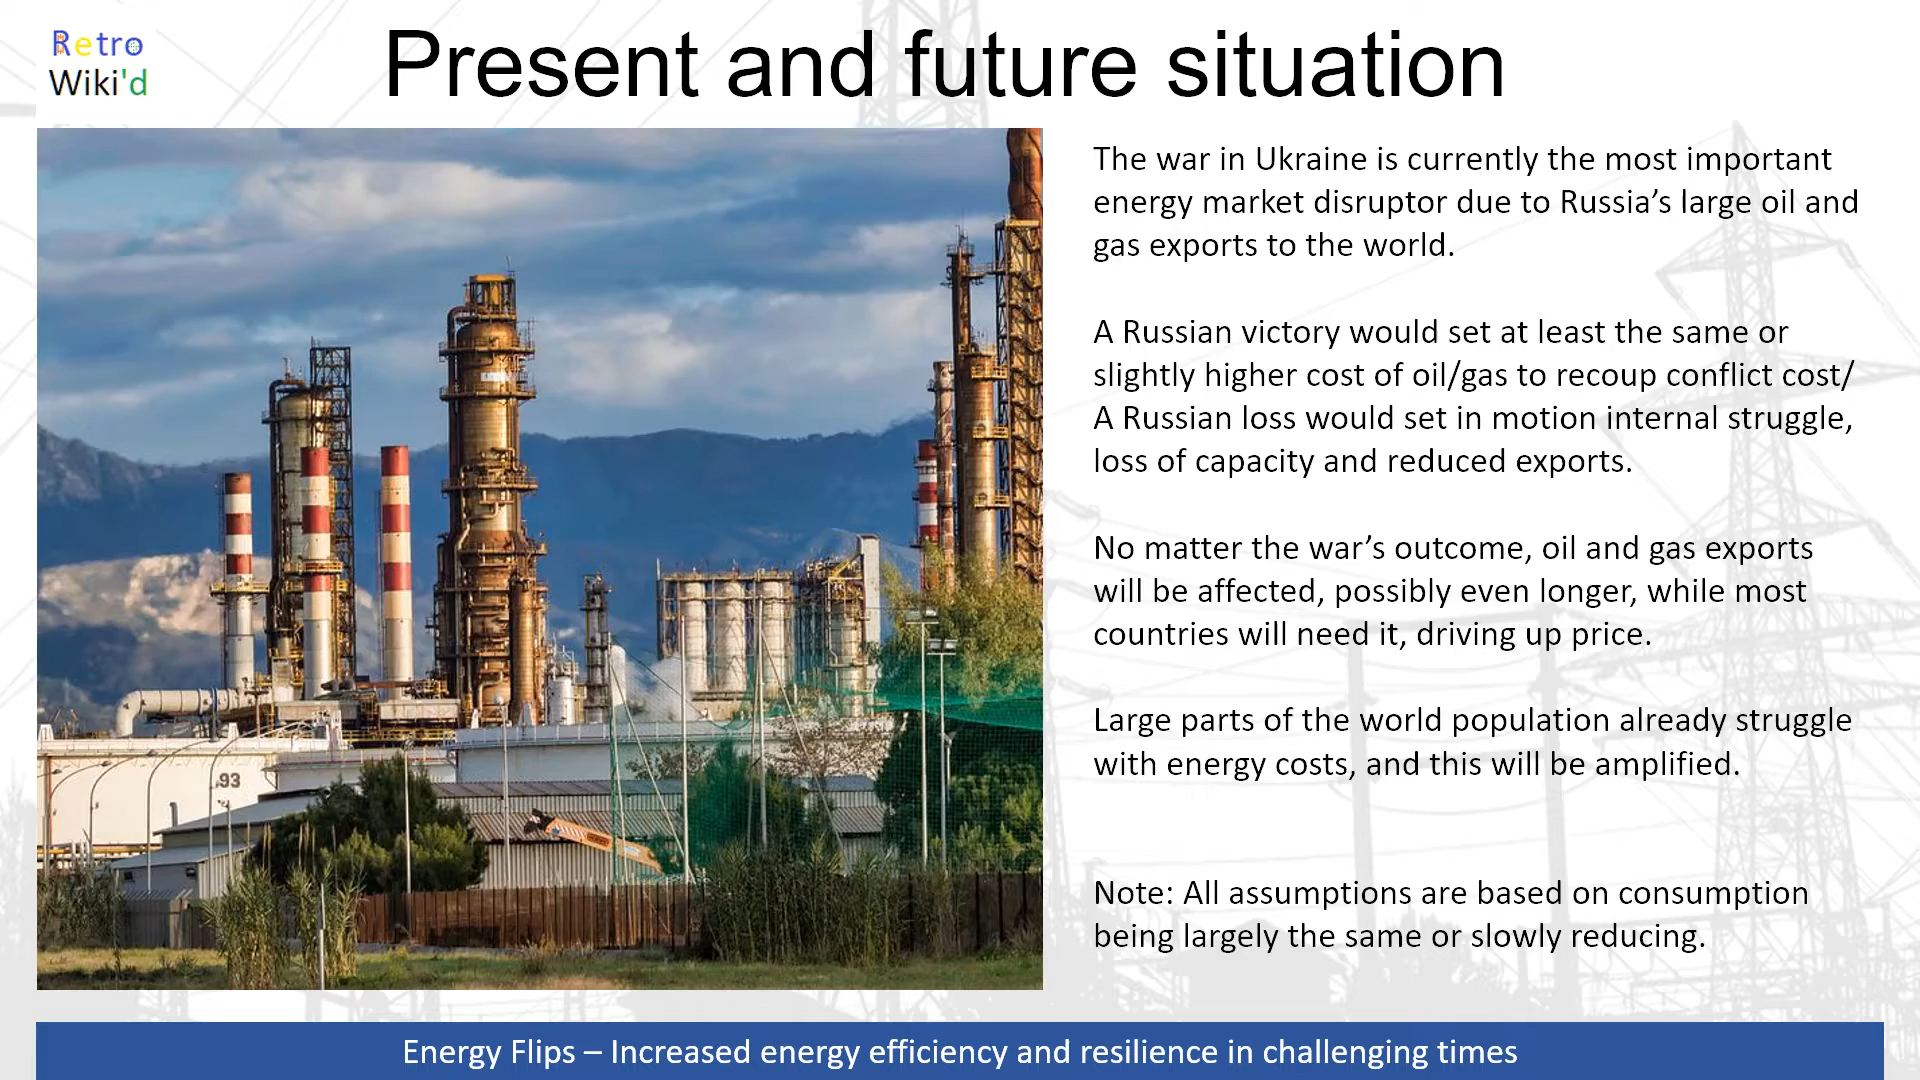 Retro
Wiki'd
Present and future situation
The war in Ukraine is currently the most important
energy market disruptor due to Russia’s large oil and
gas exports to the world.
A Russian victory would set at least the same or
slightly higher cost of oil/gas to recoup conflict cost/
A Russian loss would set in motion internal struggle,
loss of capacity and reduced exports.
No matter the war’s outcome, oil and gas exports
will be affected, possibly even longer, while most
countries will need it, driving up price.
Large parts of the world population already struggle
with energy costs, and this will be amplified.
Note: All assumptions are based on consumption
being largely the same or slowly reducing.
93
Energy Flips – Increased energy efficiency and resilience in challenging times